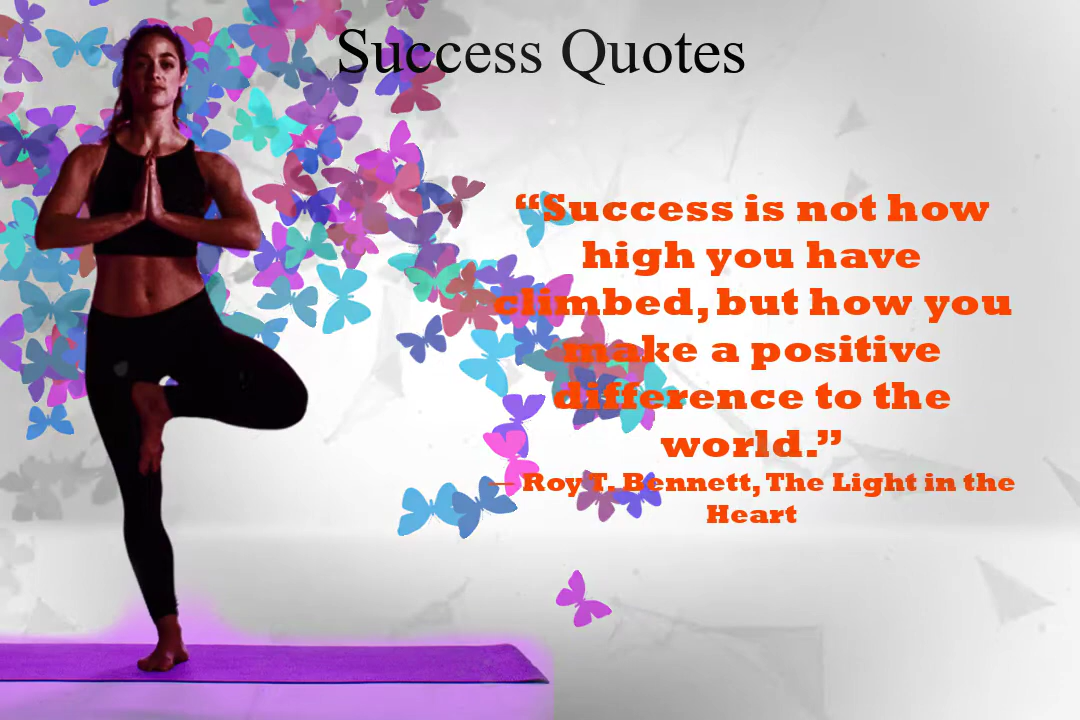 Success Quotes
“Success is not how
high you have
climbed, but how you
make a positive
difference to the
world.”
― Roy T. Bennett, The Light in the
Heart